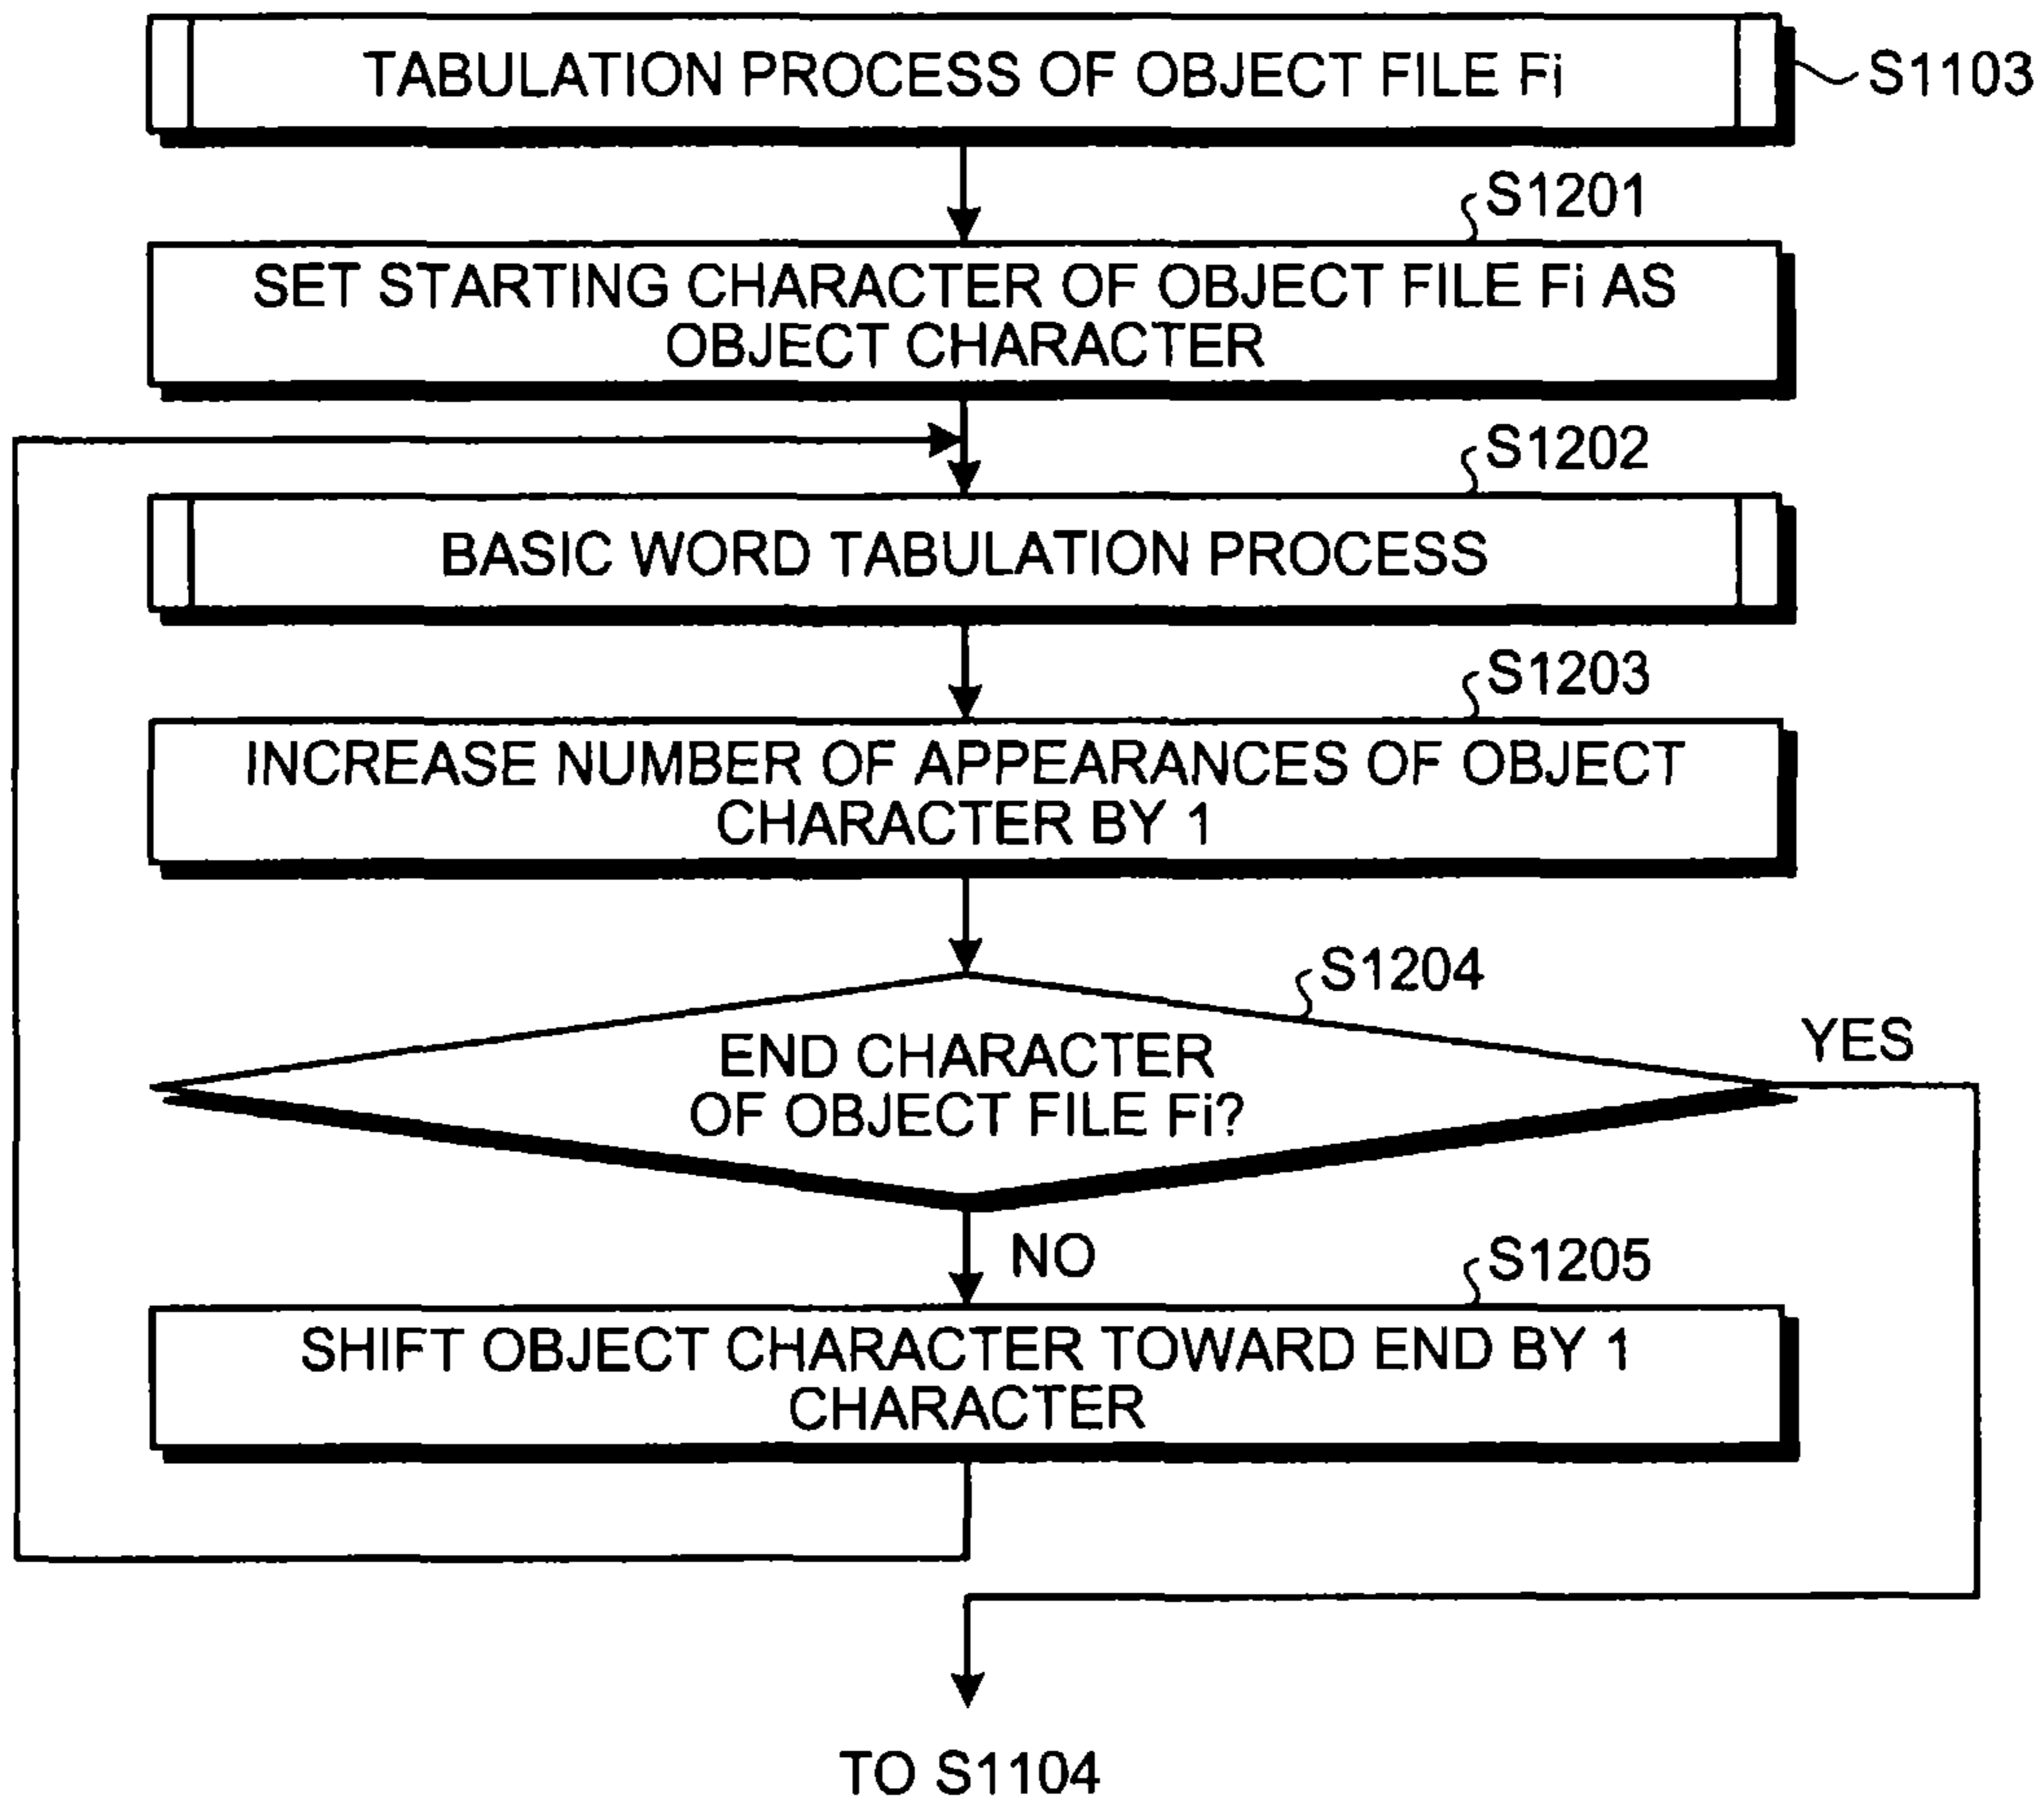 TABULATION PROCESS OF OBJECT FILE Fi
S1103
S1201
SET STARTING CHARACTER OF OBJECT FILE Fi AS
OBJECT CHARACTER
S1202
BASIC WORD TABULATION PROCESS
S1203
INCREASE NUMBER OF APPEARANCES OF OBJECT
CHARACTER BY 1
S1204
END CHARACTER
OF OBJECT FILE Fi?
YES
NO
S1205
SHIFT OBJECT CHARACTER TOWARD END BY 1
CHARACTER
TO S1104